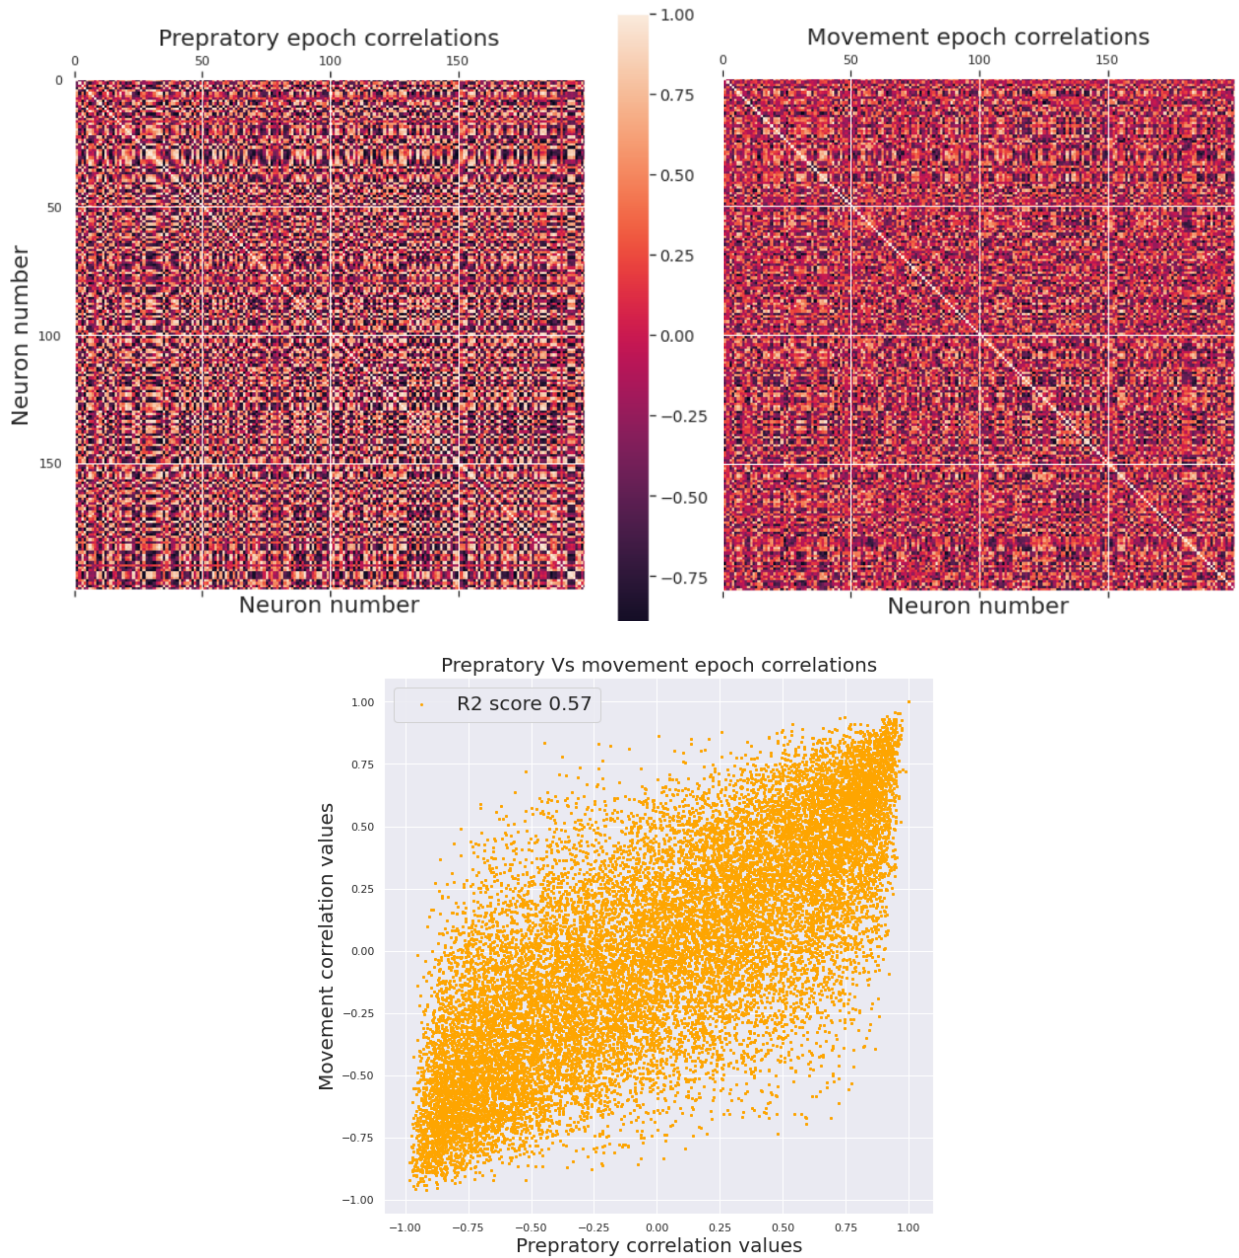 Prepratory epoch correlations
0 50 100 150
0
50
100
150
Neuron number
Neuron number
1.00
0.75
0.50
0.25
0.00
−0.25
−0.50
−0.75
Movement epoch correlations
0 50 100 150
Neuron number
Prepratory Vs movement epoch correlations
R2 score 0.57
1.00
0.75
0.50
0.25
0.00
−0.25
−0.50
−0.75
−1.00
Movement correlation values
−1.00 −0.75 −0.50 −0.25 0.00 0.25 0.50 0.75 1.00
Prepratory correlation values